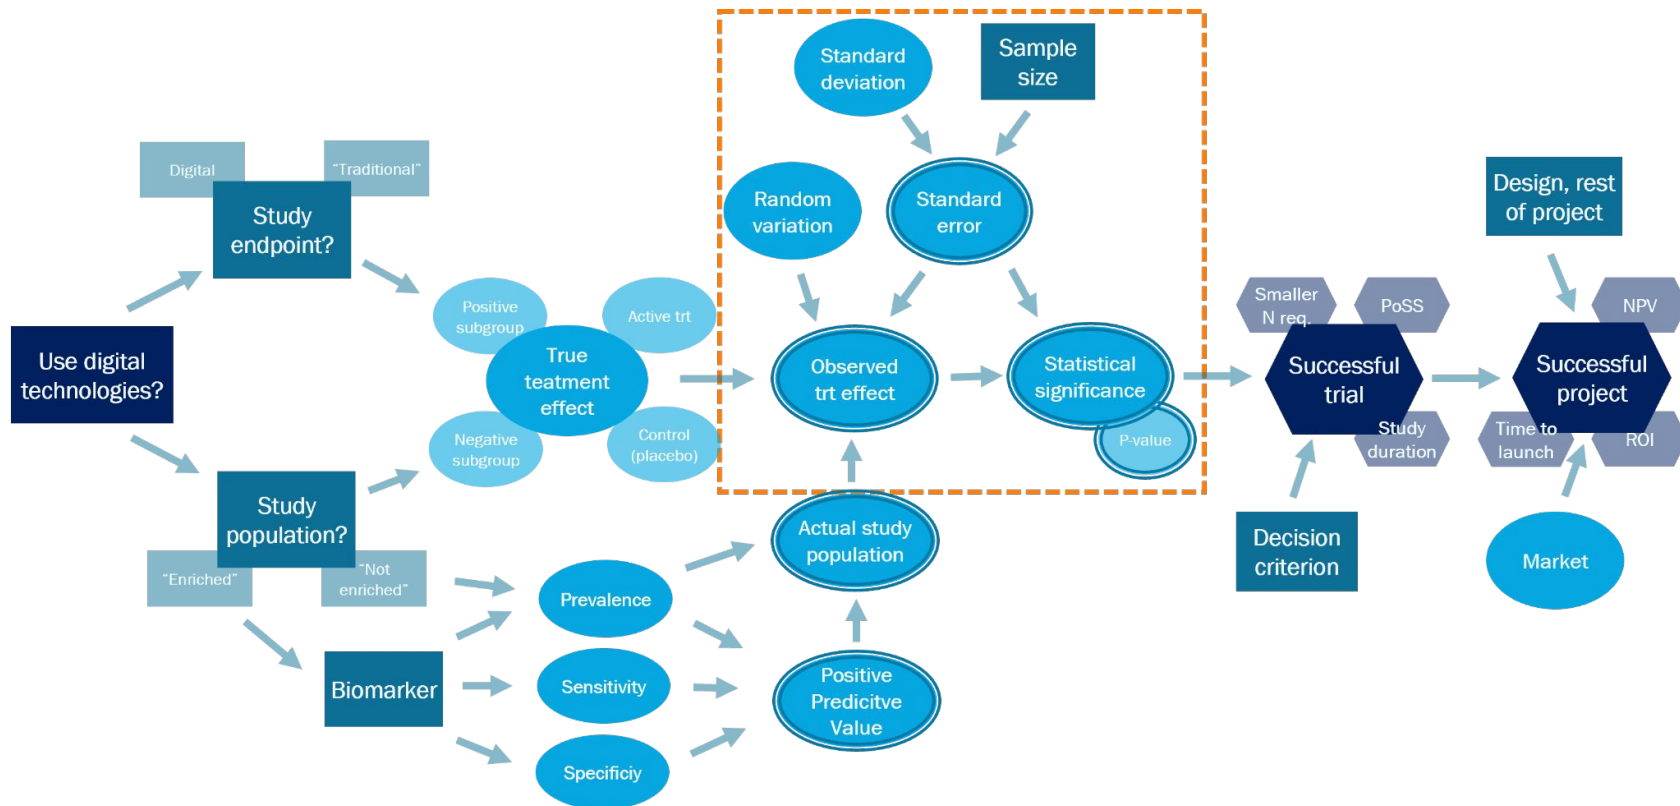 Standard
deviation
Sample
size
Digital
"Traditional"
Study
endpoint?
Random
variation
Standard
error
Design, rest
of project
Positive
subgroup
Active trt
Smaller
N req.
PoSS
NPV
Use digital
technologies?
True
teatment
effect
Observed
trt effect
Statistical
significance
Successful
trial
Successful
project
Negative
subgroup
Control
(placebo)
P-value
Study
duration
Time to
launch
ROI
Study
population?
Actual study
population
Decision
criterion
Market
"Enriched"
"Not
enriched"
Prevalence
Biomarker
Sensitivity
Positive
Predicitve
Value
Specificiy